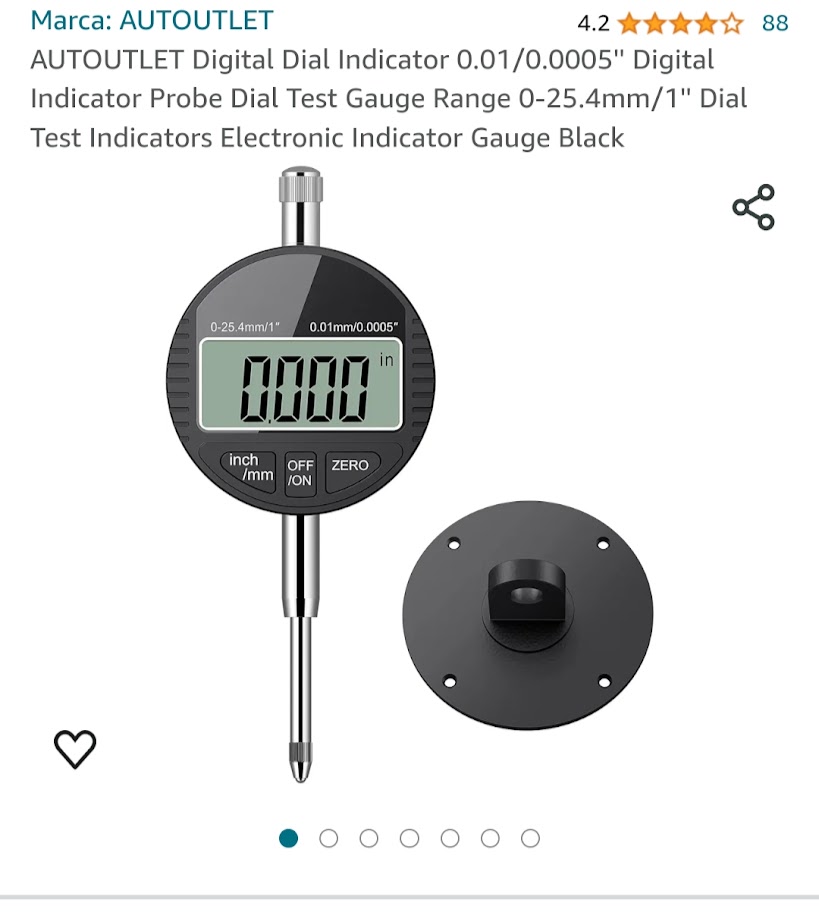 Marca: AUTOUTLET
4.2 88
AUTOUTLET Digital Dial Indicator 0.01/0.0005" Digital
Indicator Probe Dial Test Gauge Range 0-25.4mm/1" Dial
Test Indicators Electronic Indicator Gauge Black
0-25.4mm/1" 0.01mm/0.0005"
in
0.000
inch
/mm
OFF
/ON
ZERO